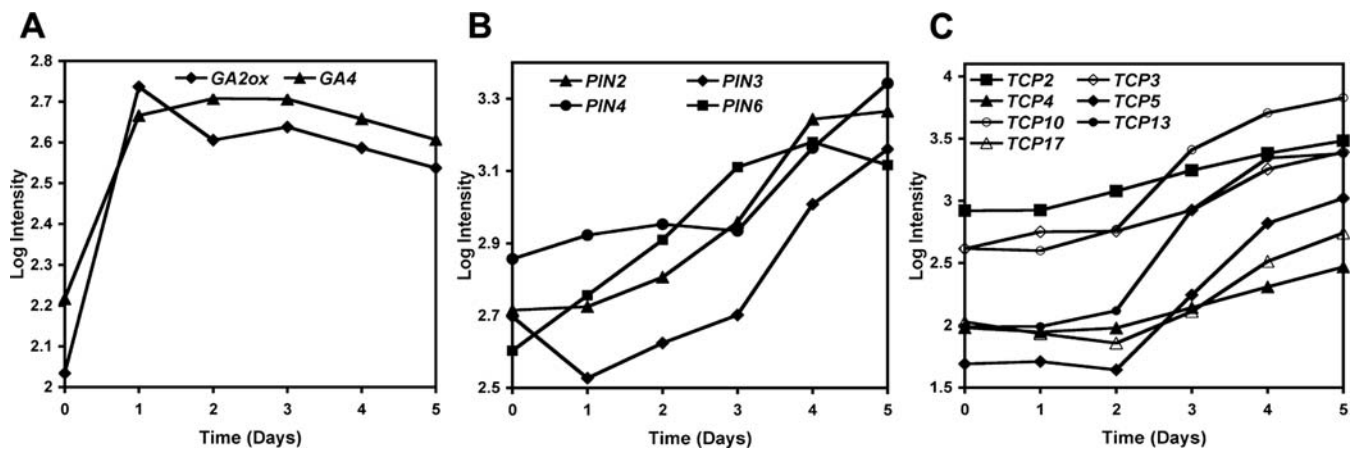 A
B
C
2.8
2.7
2.6
2.5
2.4
2.3
2.2
2.1
2
GA2ox GA4
Log Intensity
0 1 2 3 4 5
Time (Days)
3.3
3.1
2.9
2.7
2.5
PIN2 PIN3
PIN4 PIN6
Log Intensity
0 1 2 3 4 5
Time (Days)
4
3.5
3
2.5
2
1.5
TCP2 TCP3
TCP4 TCP5
TCP10 TCP13
TCP17
Log Intensity
0 1 2 3 4 5
Time (Days)